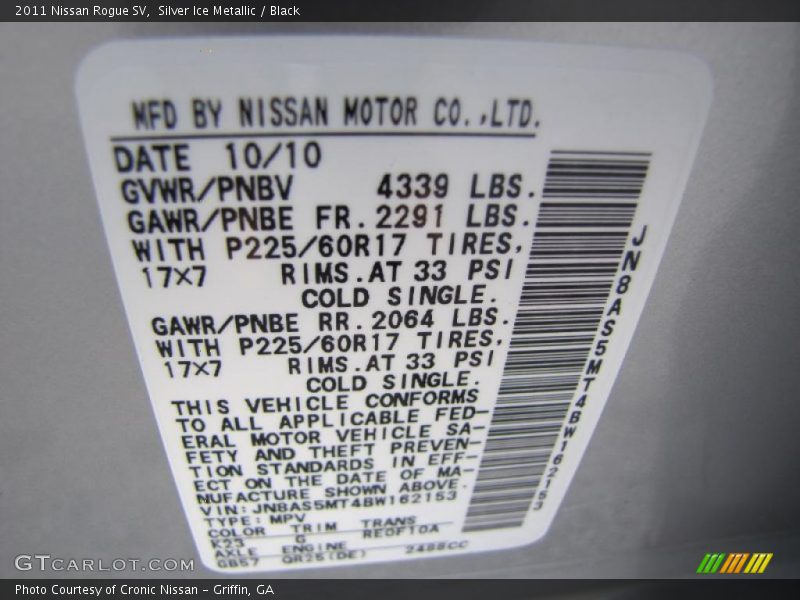 2011 Nissan Rogue SV,  Silver Ice Metallic / Black
MFD BY NISSAN MOTOR CO.,LTD.
DATE 10/10
GVWR/PNBV 4339 LBS.
GAWR/PNBE FR. 2291 LBS.
WITH P225/60R17 TIRES,
17X7 RIMS.AT 33 PSI
COLD SINGLE.
GAWR/PNBE RR. 2064 LBS.
WITH P225/60R17 TIRES,
17X7 RIMS.AT 33 PSI
COLD SINGLE.
THIS VEHICLE CONFORMS
TO ALL APPLICABLE FED-
ERAL MOTOR VEHICLE SA-
FETY AND THEFT PREVEN-
TION STANDARDS IN EFF-
ECT ON THE DATE OF MA-
NUFACTURE SHOWN ABOVE.
VIN:JN8AS5MT4BW162153
TYPE:MPV
COLOR TRIM TRANS
K23 G RE0F10A
AXLE ENGINE
GB57 QR25(DE) 2488CC
JN8AS5MT4BW162153
GTCARLOT.COM
Photo Courtesy of Cronic Nissan - Griffin, GA